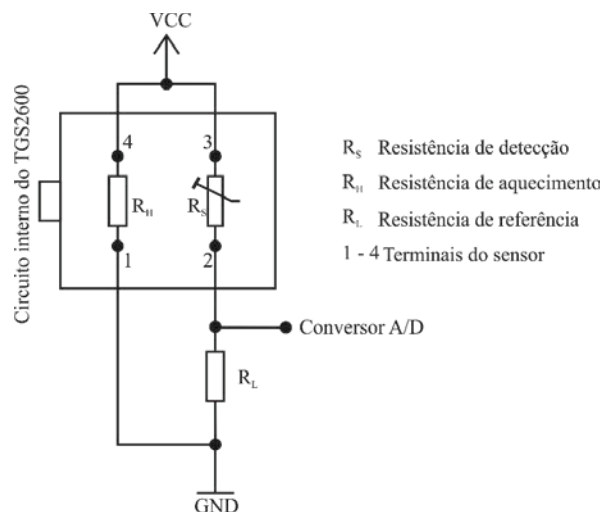 VCC
Circuito interno do TGS2600
4
3
R_H
R_S
1
2
Conversor A/D
R_L
GND
R_S Resistência de detecção
R_H Resistência de aquecimento
R_L Resistência de referência
1 - 4 Terminais do sensor